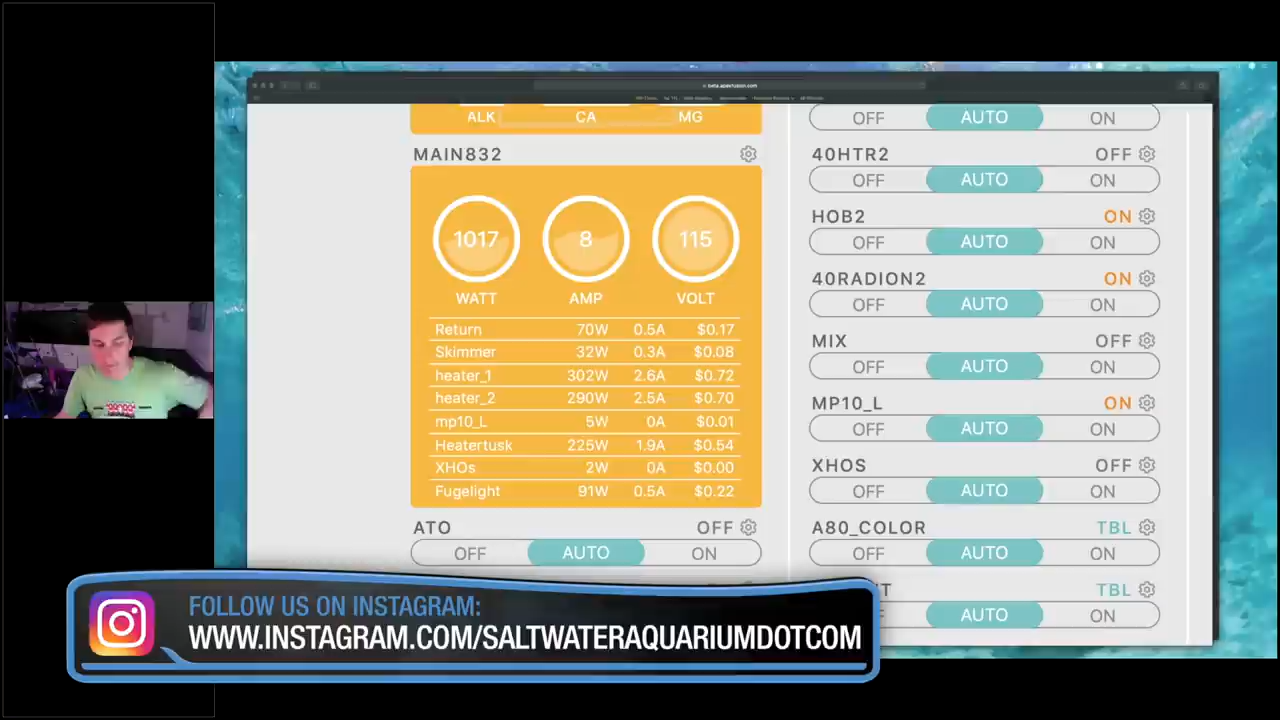 beta.apexfusion.com
ALK CA MG
MAIN832
1017 8 115
WATT AMP VOLT
Return 70W 0.5A $0.17
Skimmer 32W 0.3A $0.08
heater_1 302W 2.6A $0.72
heater_2 290W 2.5A $0.70
mp10_L 5W 0A $0.01
Heatertusk 225W 1.9A $0.54
XHOs 2W 0A $0.00
Fugelight 91W 0.5A $0.22
ATO OFF
OFF AUTO ON
OFF AUTO ON
40HTR2 OFF
OFF AUTO ON
HOB2 ON
OFF AUTO ON
40RADION2 ON
OFF AUTO ON
MIX OFF
OFF AUTO ON
MP10_L ON
OFF AUTO ON
XHOS OFF
OFF AUTO ON
A80_COLOR TBL
OFF AUTO ON
T TBL
AUTO ON
FOLLOW US ON INSTAGRAM:
WWW.INSTAGRAM.COM/SALTWATERAQUARIUMDOTCOM